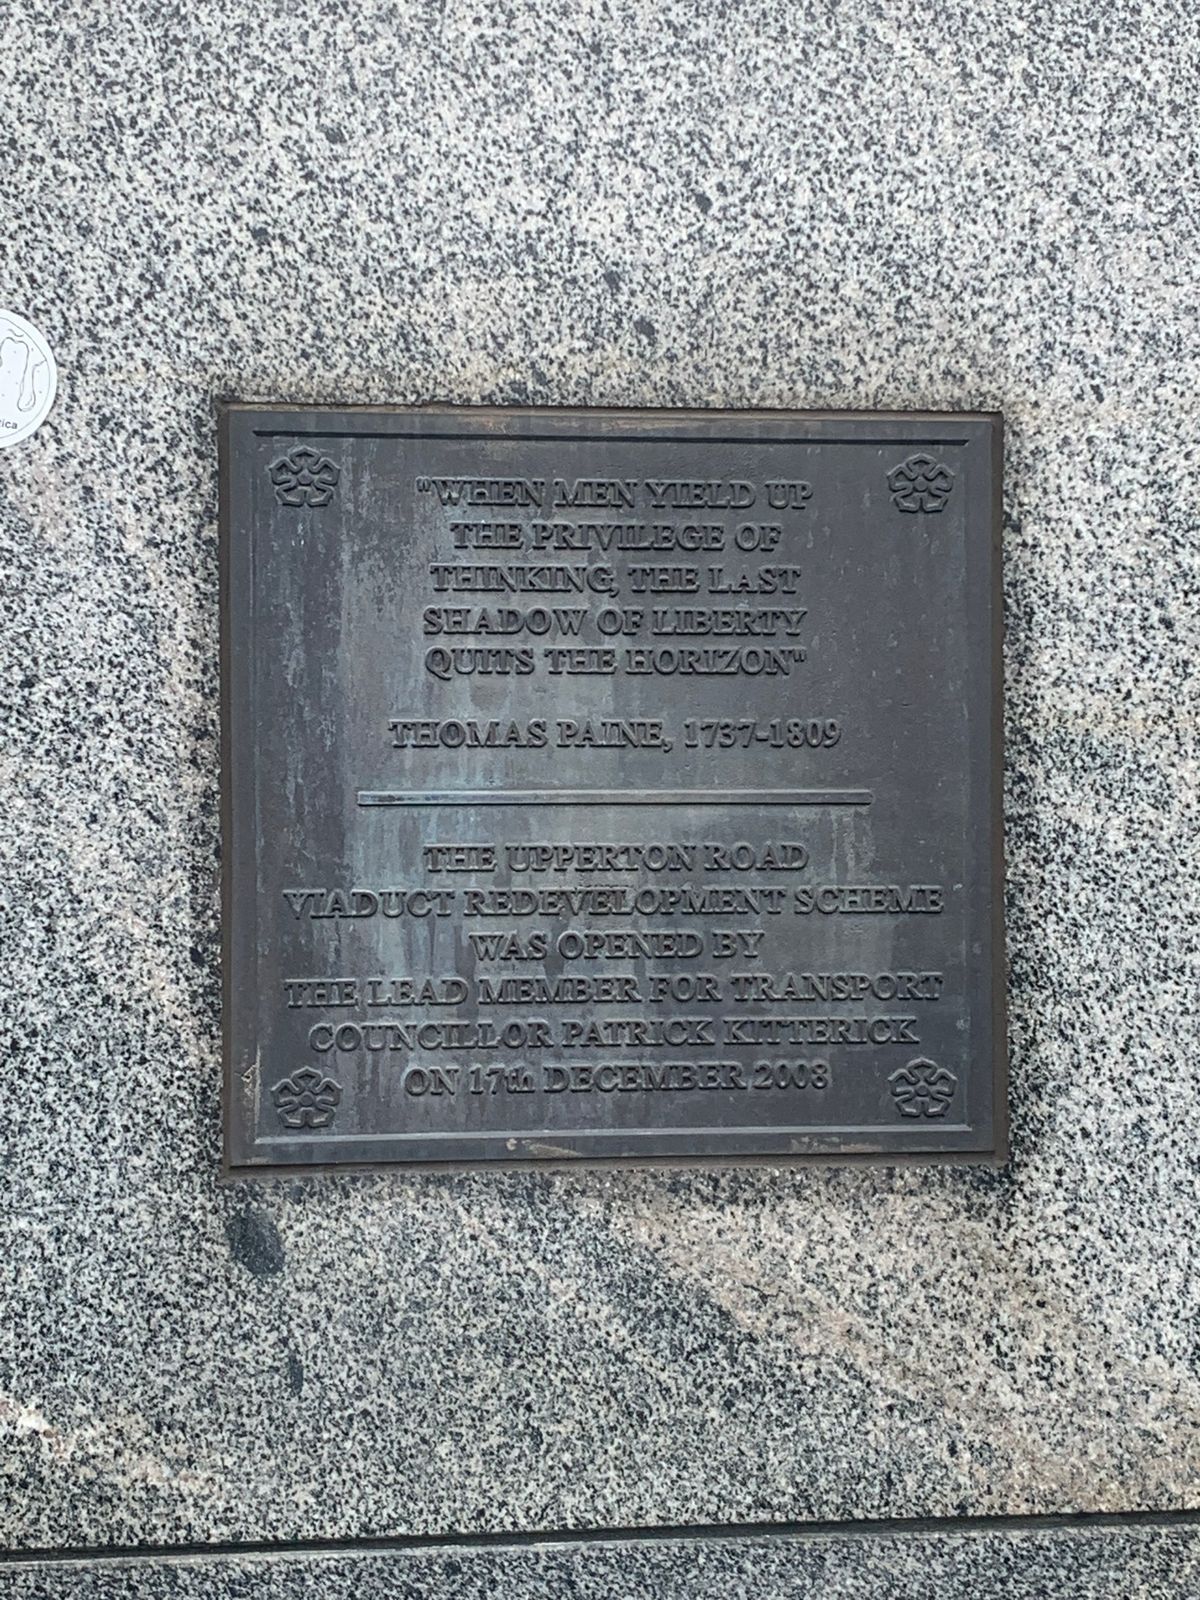 "WHEN MEN YIELD UP
THE PRIVILEGE OF
THINKING, THE LAST
SHADOW OF LIBERTY
QUITS THE HORIZON"
THOMAS PAINE, 1737-1809
THE UPPERTON ROAD
VIADUCT REDEVELOPMENT SCHEME
WAS OPENED BY
THE LEAD MEMBER FOR TRANSPORT
COUNCILLOR PATRICK KITTERICK
ON 17th DECEMBER 2008